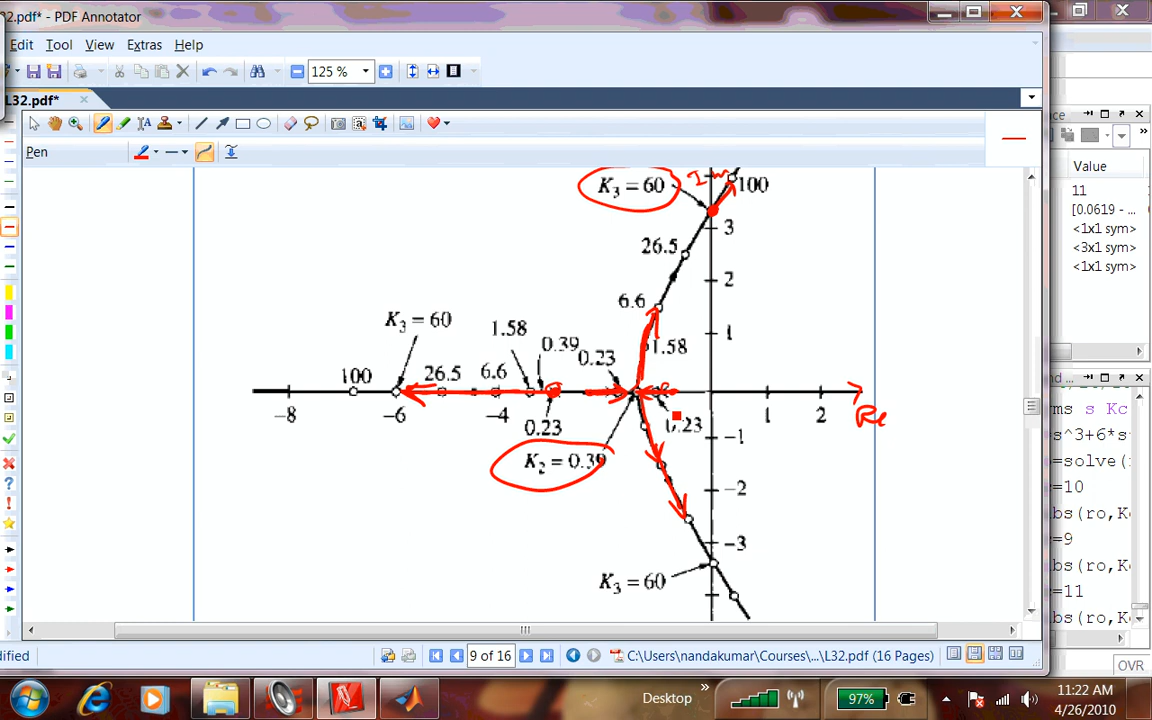 2.pdf* - PDF Annotator
Edit Tool View Extras Help
125 %
L32.pdf*
Pen
K3 = 60 Im 100
26.5 3
6.6 2
K3 = 60 1.58 0.39 0.23 1.58 1
100 26.5 6.6
-8 -6 -4 0.23 0.23 1 2 Re
-1
K2 = 0.39
-2
-3
K3 = 60
9 of 16 C:\Users\nandakumar\Courses\...\L32.pdf (16 Pages)
ified
Value
11
[0.0619 - ...
<1x1 sym>
<3x1 sym>
<1x1 sym>
rms s Kc
s^3+6*s
=solve(
=10
bs(ro,K
=9
bs(ro,K
=11
bs(ro,K
OVR
Desktop » 97% 11:22 AM
4/26/2010